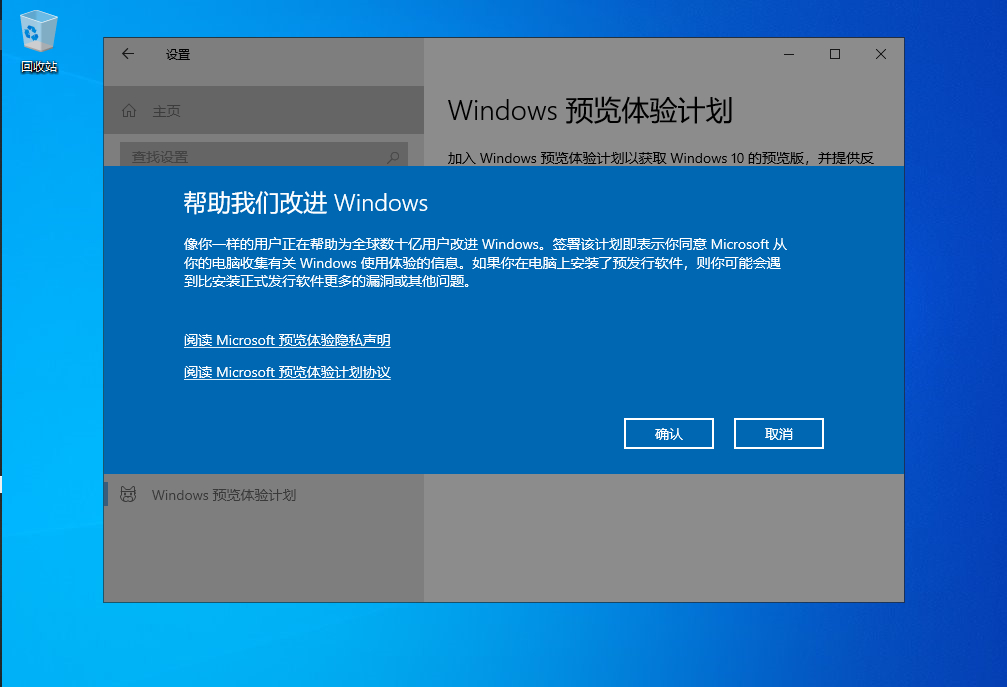 回收站
设置
主页
查找设置
Windows 预览体验计划
加入 Windows 预览体验计划以获取 Windows 10 的预览版，并提供反
帮助我们改进 Windows
像你一样的用户正在帮助为全球数十亿用户改进 Windows。签署该计划即表示你同意 Microsoft 从
你的电脑收集有关 Windows 使用体验的信息。如果你在电脑上安装了预发行软件，则你可能会遇
到比安装正式发行软件更多的漏洞或其他问题。
阅读 Microsoft 预览体验隐私声明
阅读 Microsoft 预览体验计划协议
确认
取消
Windows 预览体验计划